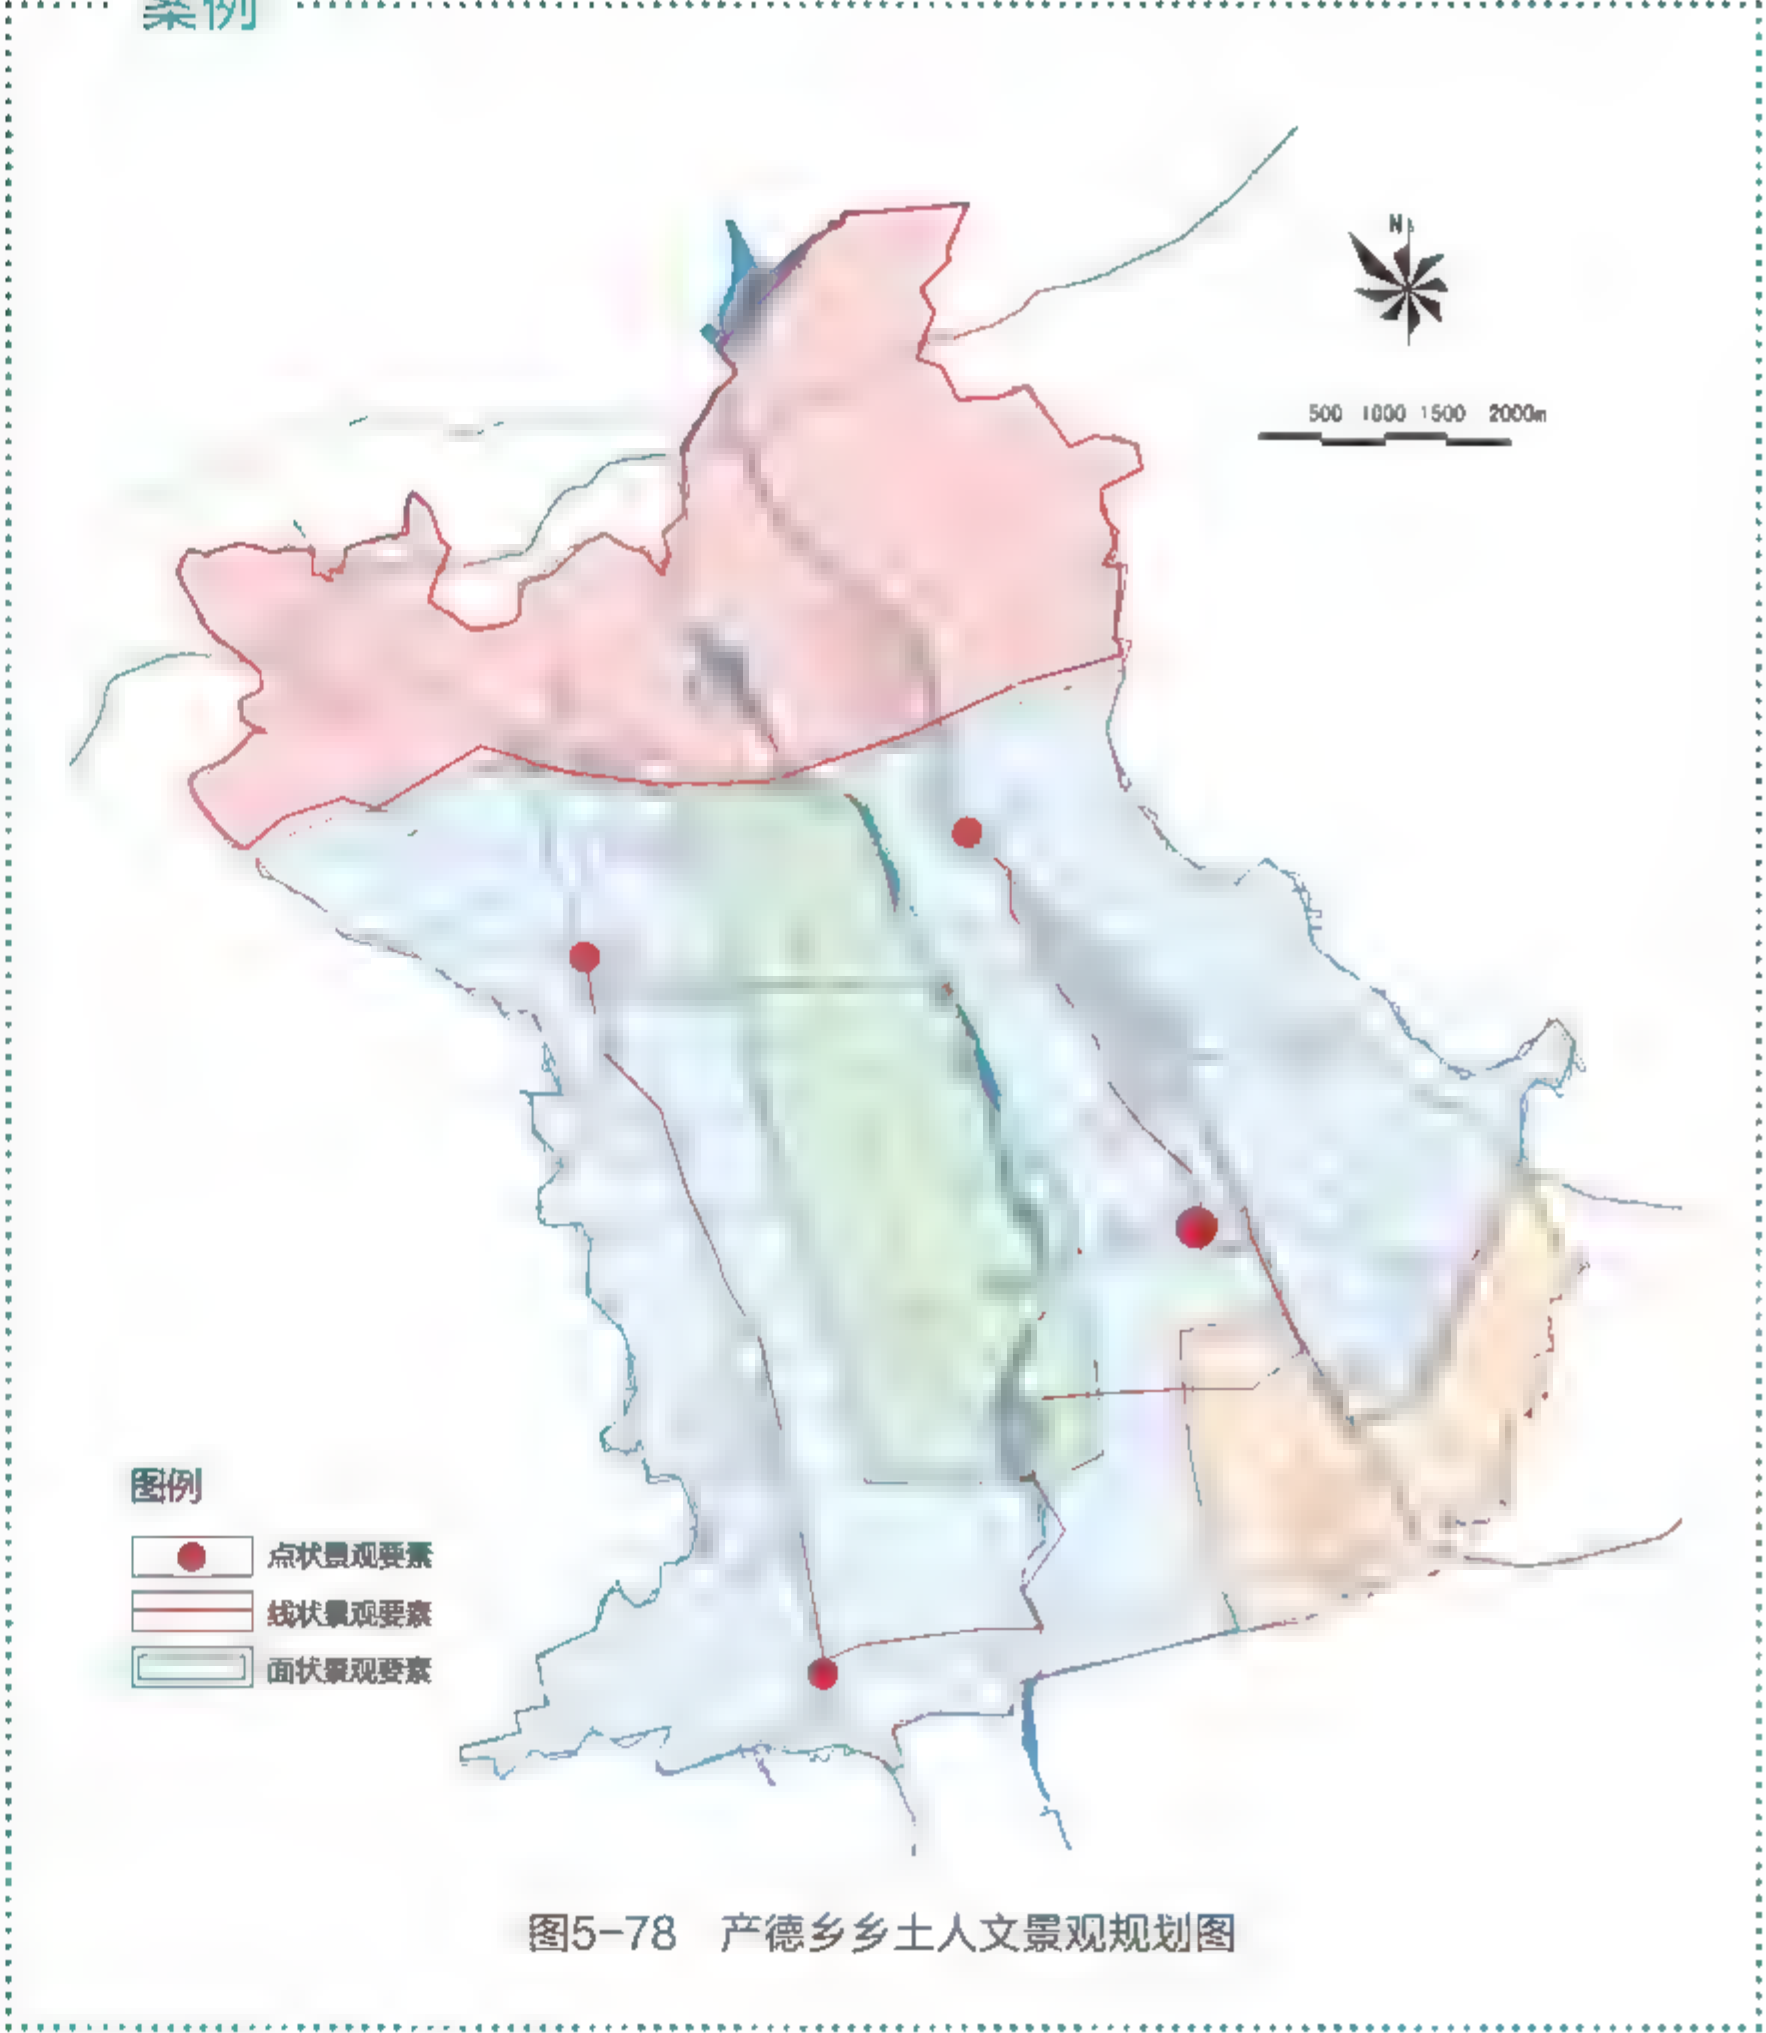 案例
N
500 1000 1500 2000m
图例
点状景观要素
线状景观要素
面状景观要素
图5-78 产德乡乡土人文景观规划图